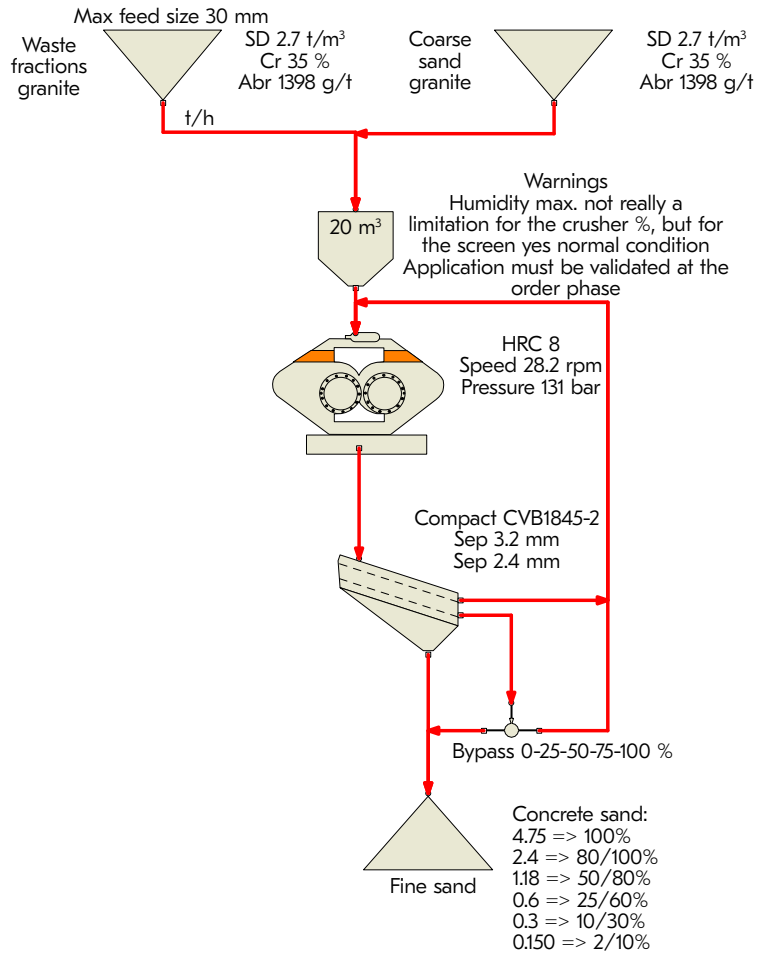 Max feed size 30 mm
Waste
fractions
granite
SD 2.7 t/m³
Cr 35 %
Abr 1398 g/t
Coarse
sand
granite
SD 2.7 t/m³
Cr 35 %
Abr 1398 g/t
t/h
20 m³
Warnings
Humidity max. not really a
limitation for the crusher %, but for
the screen yes normal condition
Application must be validated at the
order phase
HRC 8
Speed 28.2 rpm
Pressure 131 bar
Compact CVB1845-2
Sep 3.2 mm
Sep 2.4 mm
Bypass 0-25-50-75-100 %
Fine sand
Concrete sand:
4.75 => 100%
2.4 => 80/100%
1.18 => 50/80%
0.6 => 25/60%
0.3 => 10/30%
0.150 => 2/10%